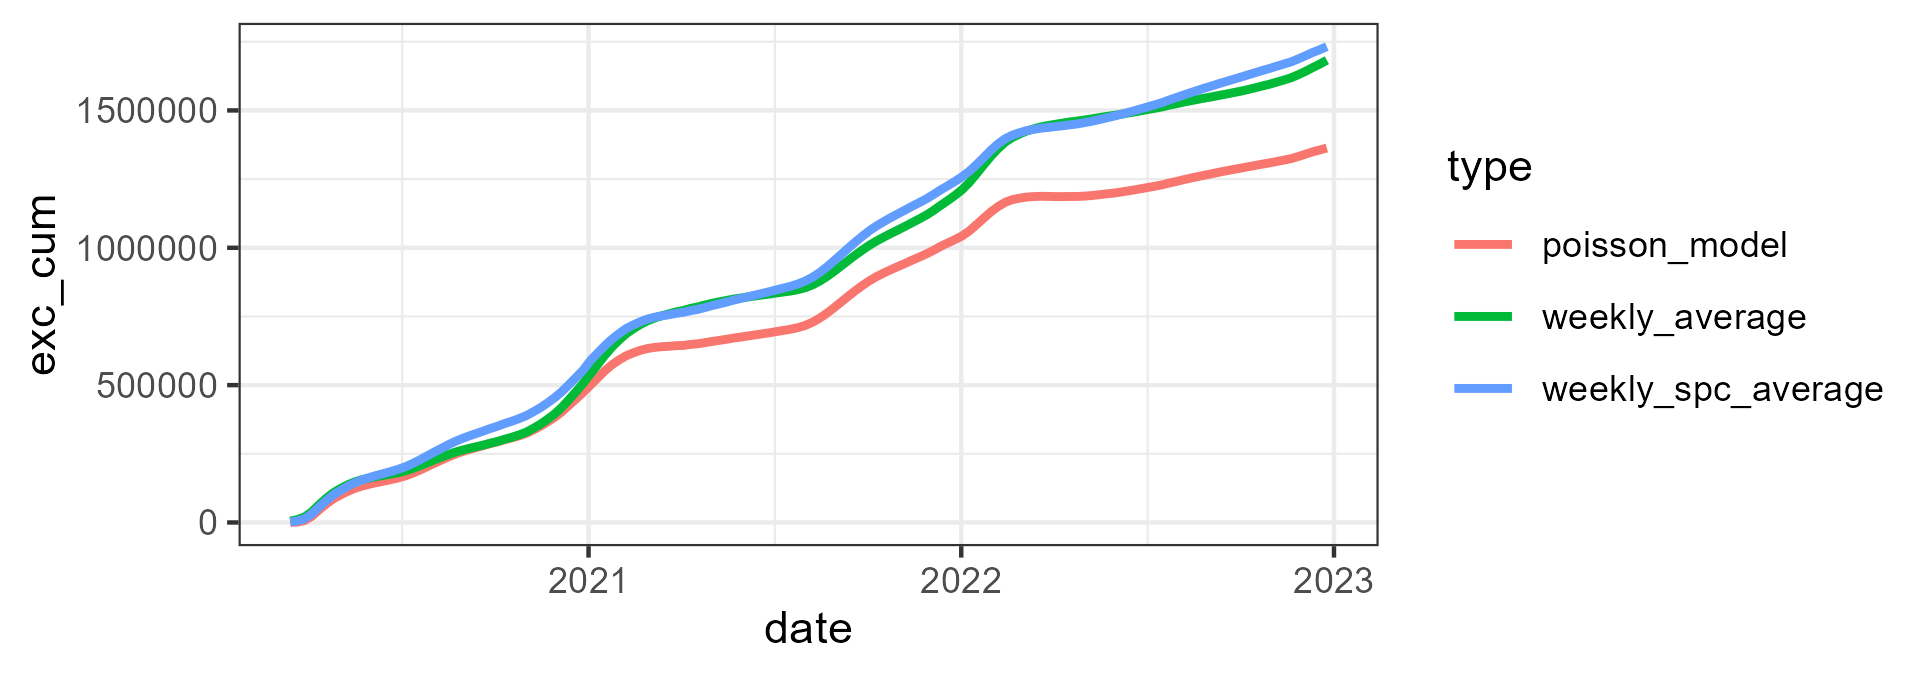 exc_cum
1500000
1000000
500000
0
2021 2022 2023
date
type
poisson_model
weekly_average
weekly_spc_average